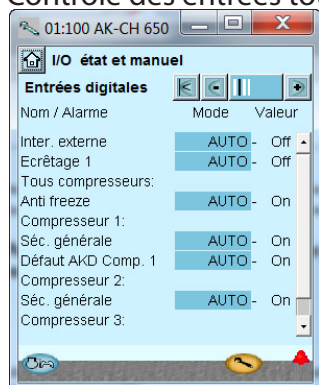 Contrôle des entrées to
01:100 AK-CH 650
I/O état et manuel
Entrées digitales
Nom / Alarme Mode Valeur
Inter. externe AUTO - Off
Ecrêtage 1 AUTO - Off
Tous compresseurs:
Anti freeze AUTO - On
Compresseur 1:
Séc. générale AUTO - On
Défaut AKD Comp. 1 AUTO - On
Compresseur 2:
Séc. générale AUTO - On
Compresseur 3: